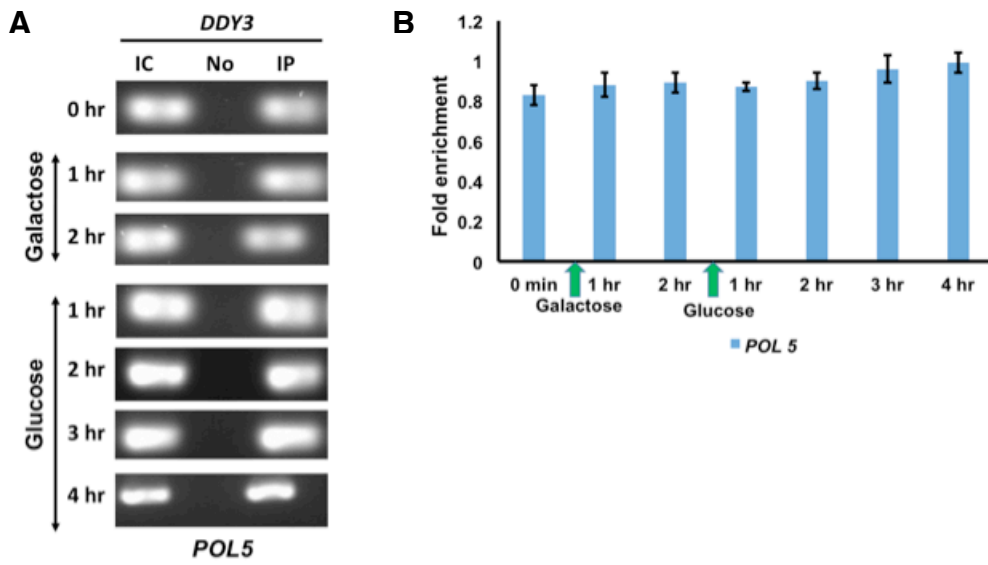 A
DDY3
IC No IP
0 hr
Galactose
1 hr
2 hr
Glucose
1 hr
2 hr
3 hr
4 hr
POL5
B
Fold enrichment
1.2
1
0.8
0.6
0.4
0.2
0
0 min 1 hr 2 hr 1 hr 2 hr 3 hr 4 hr
Galactose Glucose
POL 5